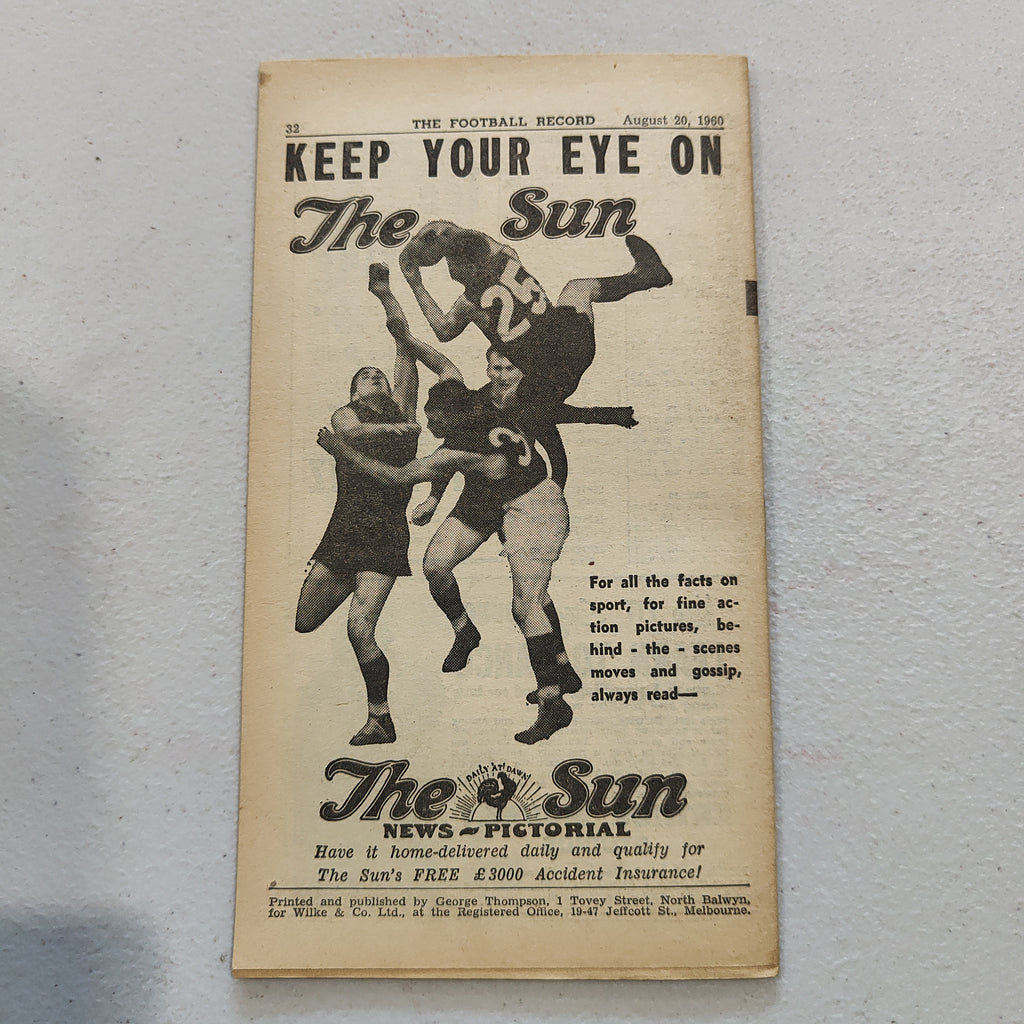 32 THE FOOTBALL RECORD August 20, 1960
KEEP YOUR EYE ON
The Sun
25
3
For all the facts on
sport, for fine ac-
tion pictures, be-
hind - the - scenes
moves and gossip,
always read—
DAILY AT DAWN
The Sun
NEWS - PICTORIAL
Have it home-delivered daily and qualify for
The Sun's FREE £3000 Accident Insurance!
Printed and published by George Thompson, 1 Tovey Street, North Balwyn,
for Wilke & Co. Ltd., at the Registered Office, 19-47 Jeffcott St., Melbourne.